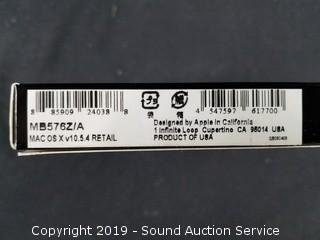 8 85909 24038 8
4 547597 617700
MB576Z/A
MAC OS X v10.5.4 RETAIL
Designed by Apple in California
1 Infinite Loop Cupertino CA 95014 USA
PRODUCT OF USA
Copyright 2019 - Sound Auction Service